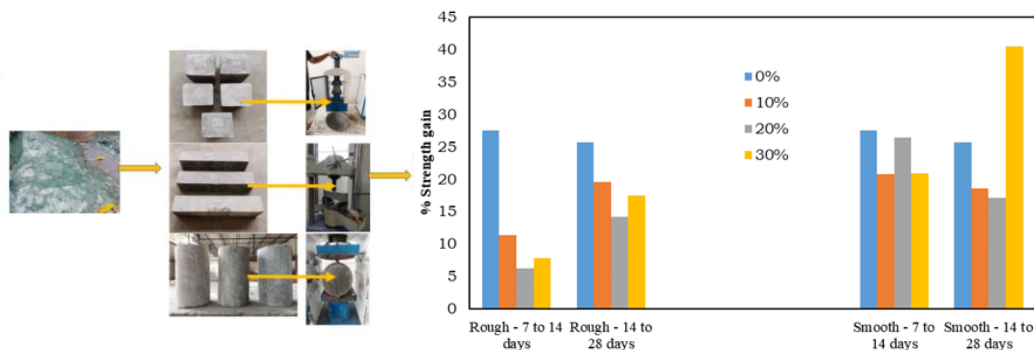 % Strength gain
45
40
35
30
25
20
15
10
5
0
0%
10%
20%
30%
Rough - 7 to 14
days
Rough - 14 to
28 days
Smooth - 7 to
14 days
Smooth - 14 to
28 days